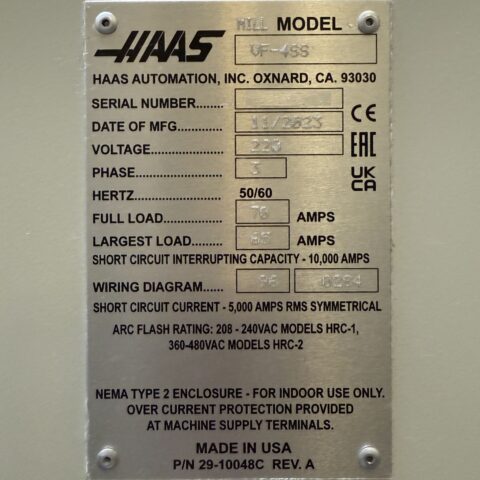 HAAS
MILL MODEL
VF-4SS
HAAS AUTOMATION, INC. OXNARD, CA. 93030
SERIAL NUMBER........
DATE OF MFG............. 11/2023
VOLTAGE.................. 220
PHASE..................... 3
HERTZ 50/60
FULL LOAD............... 70 AMPS
LARGEST LOAD........ AMPS
SHORT CIRCUIT INTERRUPTING CAPACITY - 10,000 AMPS
WIRING DIAGRAM....... 96
SHORT CIRCUIT CURRENT - 5,000 AMPS RMS SYMMETRICAL
ARC FLASH RATING: 208 - 240VAC MODELS HRC-1,
360-480VAC MODELS HRC-2
CE
EAC
UK
CA
NEMA TYPE 2 ENCLOSURE - FOR INDOOR USE ONLY.
OVER CURRENT PROTECTION PROVIDED
AT MACHINE SUPPLY TERMINALS.
MADE IN USA
P/N 29-10048C REV. A